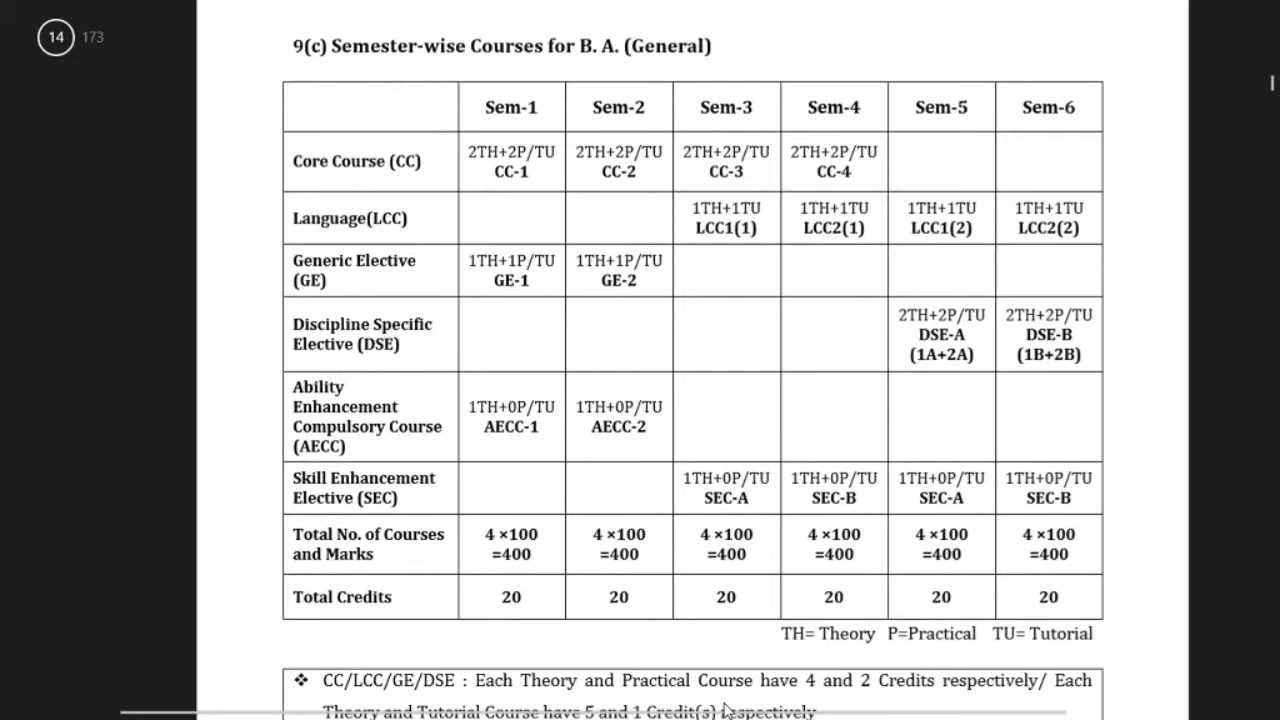 14 173
9(c) Semester-wise Courses for B. A. (General)
Sem-1 Sem-2 Sem-3 Sem-4 Sem-5 Sem-6
Core Course (CC) 2TH+2P/TU 2TH+2P/TU 2TH+2P/TU 2TH+2P/TU
CC-1 CC-2 CC-3 CC-4
Language(LCC) 1TH+1TU 1TH+1TU 1TH+1TU 1TH+1TU
LCC1(1) LCC2(1) LCC1(2) LCC2(2)
Generic Elective 1TH+1P/TU 1TH+1P/TU
(GE) GE-1 GE-2
Discipline Specific 2TH+2P/TU 2TH+2P/TU
Elective (DSE) DSE-A DSE-B
(1A+2A) (1B+2B)
Ability
Enhancement 1TH+0P/TU 1TH+0P/TU
Compulsory Course AECC-1 AECC-2
(AECC)
Skill Enhancement 1TH+0P/TU 1TH+0P/TU 1TH+0P/TU 1TH+0P/TU
Elective (SEC) SEC-A SEC-B SEC-A SEC-B
Total No. of Courses 4 ×100 4 ×100 4 ×100 4 ×100 4 ×100 4 ×100
and Marks =400 =400 =400 =400 =400 =400
Total Credits 20 20 20 20 20 20
TH= Theory P=Practical TU= Tutorial
❖ CC/LCC/GE/DSE : Each Theory and Practical Course have 4 and 2 Credits respectively/ Each
Theory and Tutorial Course have 5 and 1 Credit(s) respectively